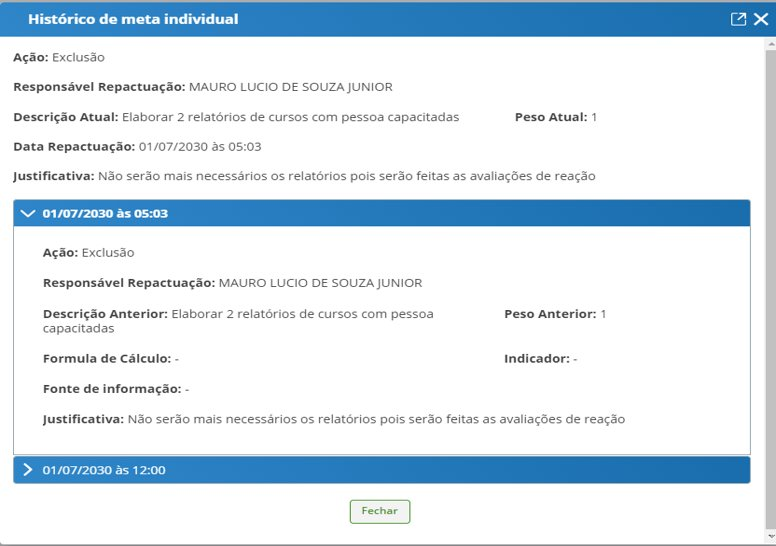 Histórico de meta individual
Ação: Exclusão
Responsável Repactuação: MAURO LUCIO DE SOUZA JUNIOR
Descrição Atual: Elaborar 2 relatórios de cursos com pessoa capacitadas Peso Atual: 1
Data Repactuação: 01/07/2030 às 05:03
Justificativa: Não serão mais necessários os relatórios pois serão feitas as avaliações de reação
01/07/2030 às 05:03
Ação: Exclusão
Responsável Repactuação: MAURO LUCIO DE SOUZA JUNIOR
Descrição Anterior: Elaborar 2 relatórios de cursos com pessoa Peso Anterior: 1
capacitadas
Formula de Cálculo: - Indicador: -
Fonte de informação: -
Justificativa: Não serão mais necessários os relatórios pois serão feitas as avaliações de reação
01/07/2030 às 12:00
Fechar